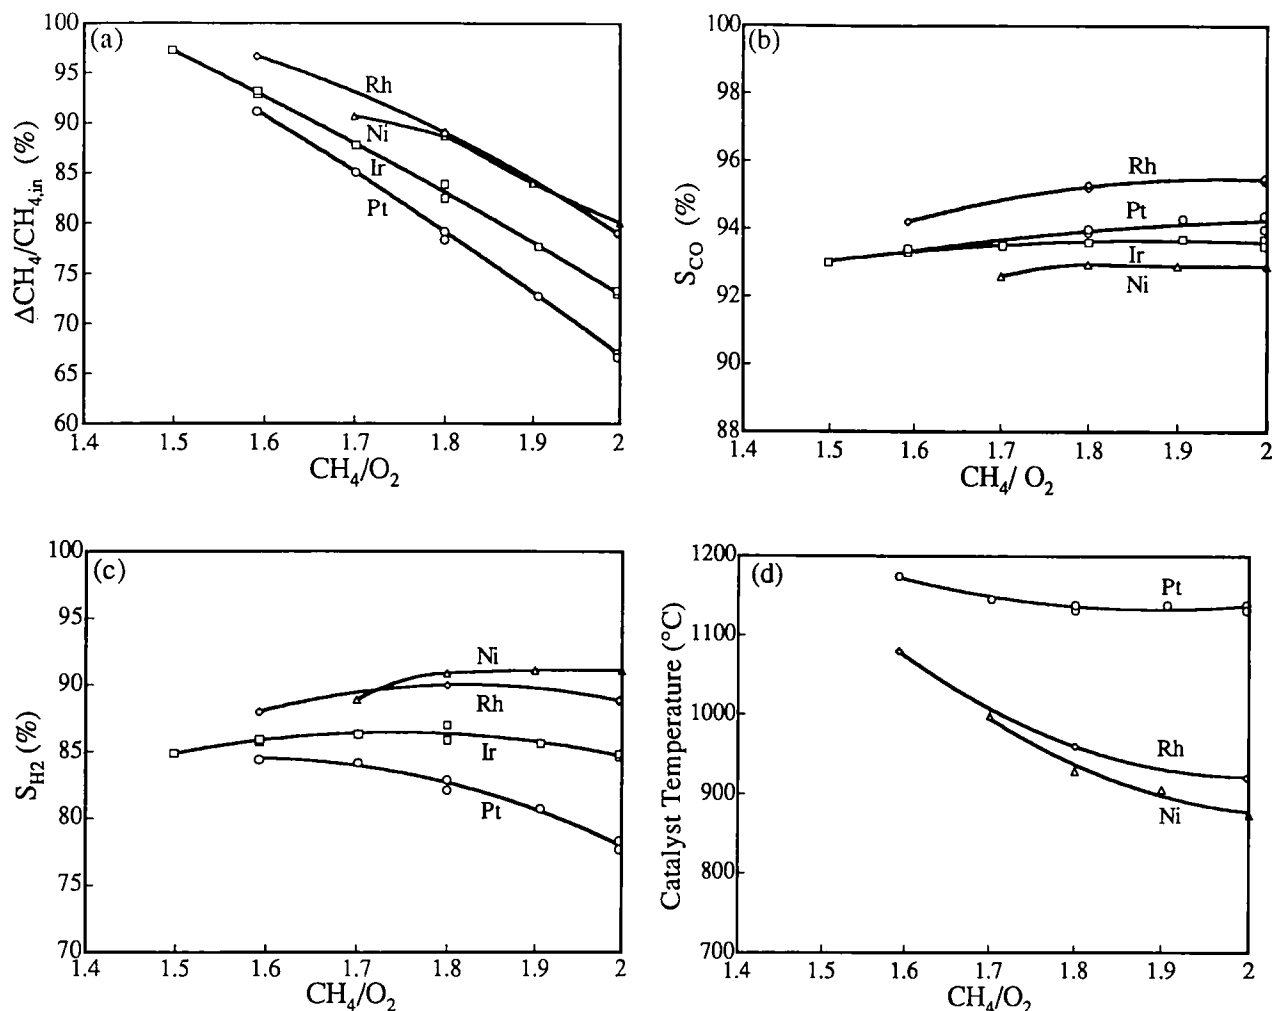 (a)
100
95
90
85
80
75
70
65
60
ΔCH4/CH4,in (%)
Rh
Ni
Ir
Pt
1.4 1.5 1.6 1.7 1.8 1.9 2
CH4/O2
(b)
100
98
96
94
92
90
88
SCO (%)
Rh
Pt
Ir
Ni
1.4 1.5 1.6 1.7 1.8 1.9 2
CH4/ O2
(c)
100
95
90
85
80
75
70
SH2 (%)
Ni
Rh
Ir
Pt
1.4 1.5 1.6 1.7 1.8 1.9 2
CH4/O2
(d)
1200
1100
1000
900
800
700
Catalyst Temperature (°C)
Pt
Rh
Ni
1.4 1.5 1.6 1.7 1.8 1.9 2
CH4/O2